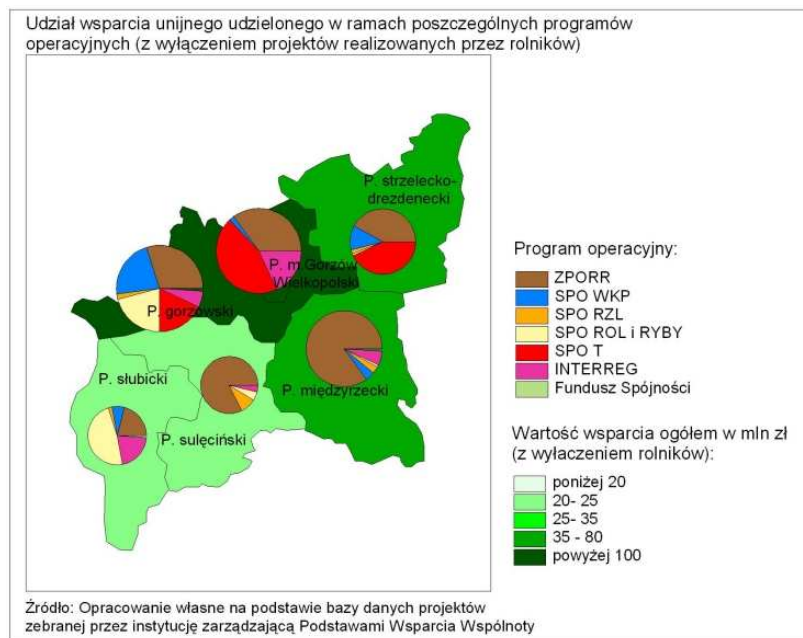 Udział wsparcia unijnego udzielonego w ramach poszczególnych programów
operacyjnych (z wyłączeniem projektów realizowanych przez rolników)
P. strzelecko-
drezdenecki
P. m.Gorzów
Wielkopolski
P. gorzowski
P. słubicki
P. międzyrzecki
P. sulęciński
Program operacyjny:
ZPORR
SPO WKP
SPO RZL
SPO ROL i RYBY
SPO T
INTERREG
Fundusz Spójności
Wartość wsparcia ogółem w mln zł
(z wyłaczeniem rolników):
poniżej 20
20- 25
25- 35
35 - 80
powyżej 100
Źródło: Opracowanie własne na podstawie bazy danych projektów
zebranej przez instytucję zarządzającą Podstawami Wsparcia Wspólnoty